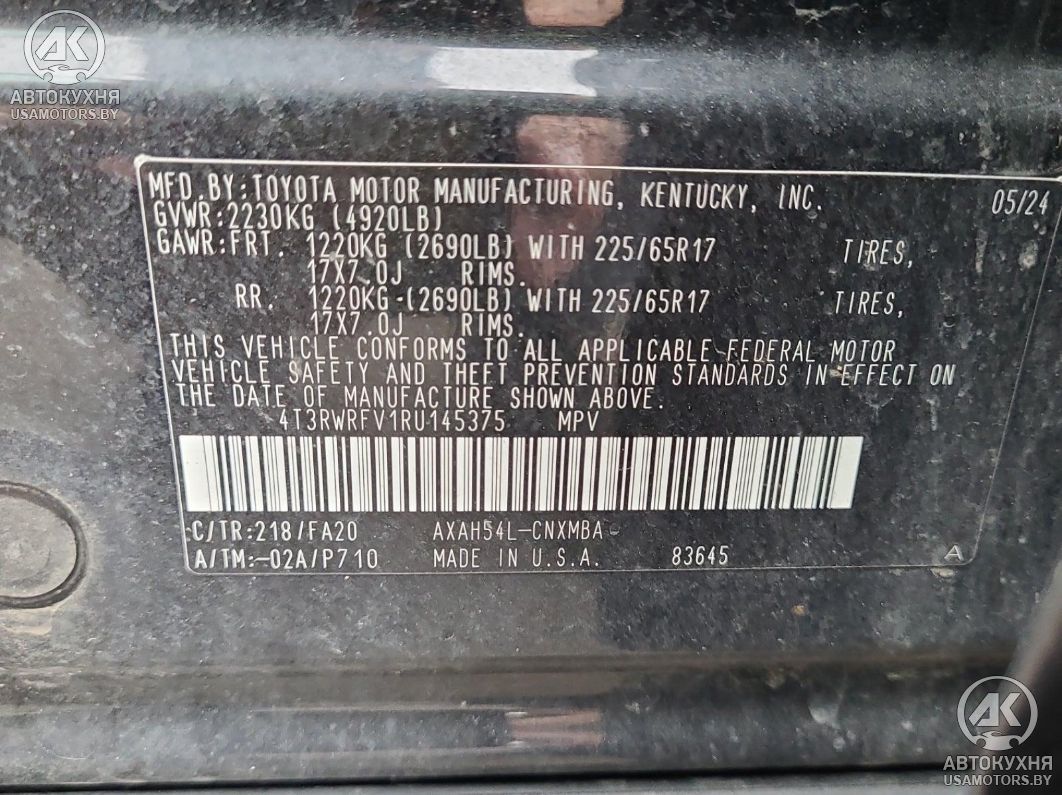 AK
АВТОКУХНЯ
USAMOTORS.BY
MFD.BY:TOYOTA MOTOR MANUFACTURING, KENTUCKY, INC. 05/24
GVWR:2230KG (4920LB)
GAWR:FRT. 1220KG (2690LB) WITH 225/65R17 TIRES,
17X7.0J RIMS.
RR. 1220KG (2690LB) WITH 225/65R17 TIRES,
17X7.0J RIMS.
THIS VEHICLE CONFORMS TO ALL APPLICABLE FEDERAL MOTOR
VEHICLE SAFETY AND THEFT PREVENTION STANDARDS IN EFFECT ON
THE DATE OF MANUFACTURE SHOWN ABOVE.
4T3RWRFV1RU145375 MPV
C/TR:218/FA20 AXAH54L-CNXMBA
A/TM:-02A/P710 MADE IN U.S.A. 83645 A
AK
АВТОКУХНЯ
USAMOTORS.BY